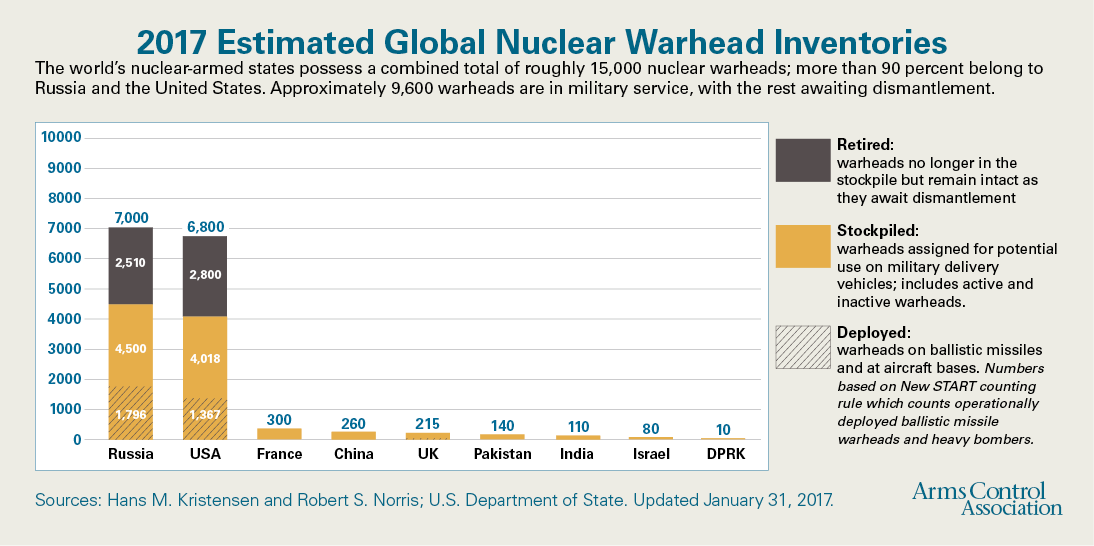 2017 Estimated Global Nuclear Warhead Inventories
The world's nuclear-armed states possess a combined total of roughly 15,000 nuclear warheads; more than 90 percent belong to
Russia and the United States. Approximately 9,600 warheads are in military service, with the rest awaiting dismantlement.
10000
9000
8000
7000
6000
5000
4000
3000
2000
1000
0
7,000
2,510
4,500
1,796
Russia
6,800
2,800
4,018
1,367
USA
300
France
260
China
215
UK
140
Pakistan
110
India
80
Israel
10
DPRK
Retired:
warheads no longer in the
stockpile but remain intact as
they await dismantlement
Stockpiled:
warheads assigned for potential
use on military delivery
vehicles; includes active and
inactive warheads.
Deployed:
warheads on ballistic missiles
and at aircraft bases. Numbers
based on New START counting
rule which counts operationally
deployed ballistic missile
warheads and heavy bombers.
Sources: Hans M. Kristensen and Robert S. Norris; U.S. Department of State. Updated January 31, 2017.
Arms Control
Association